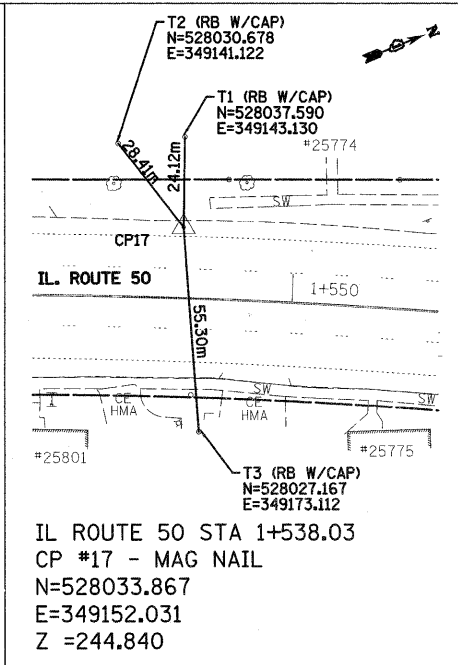 T2 (RB W/CAP)
N=528030.678
E=349141.122
Z
T1 (RB W/CAP)
N=528037.590
E=349143.130
#25774
28.41m
24.12m
SW
CP17
IL. ROUTE 50
1+550
55.30m
SW
CE
HMA
CE
HMA
SW
#25801
#25775
T3 (RB W/CAP)
N=528027.167
E=349173.112
IL ROUTE 50 STA 1+538.03
CP #17 - MAG NAIL
N=528033.867
E=349152.031
Z =244.840